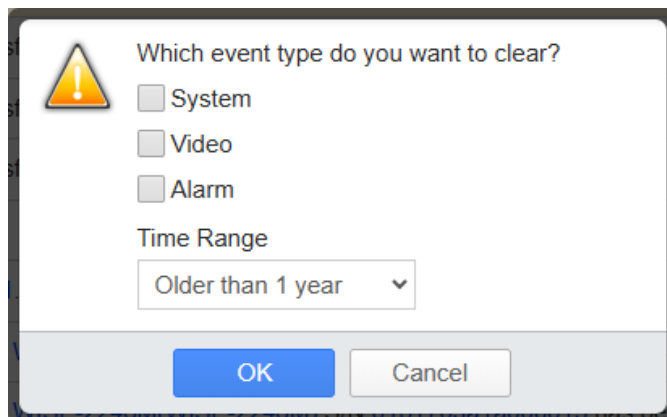 Which event type do you want to clear?
System
Video
Alarm
Time Range
Older than 1 year
OK
Cancel